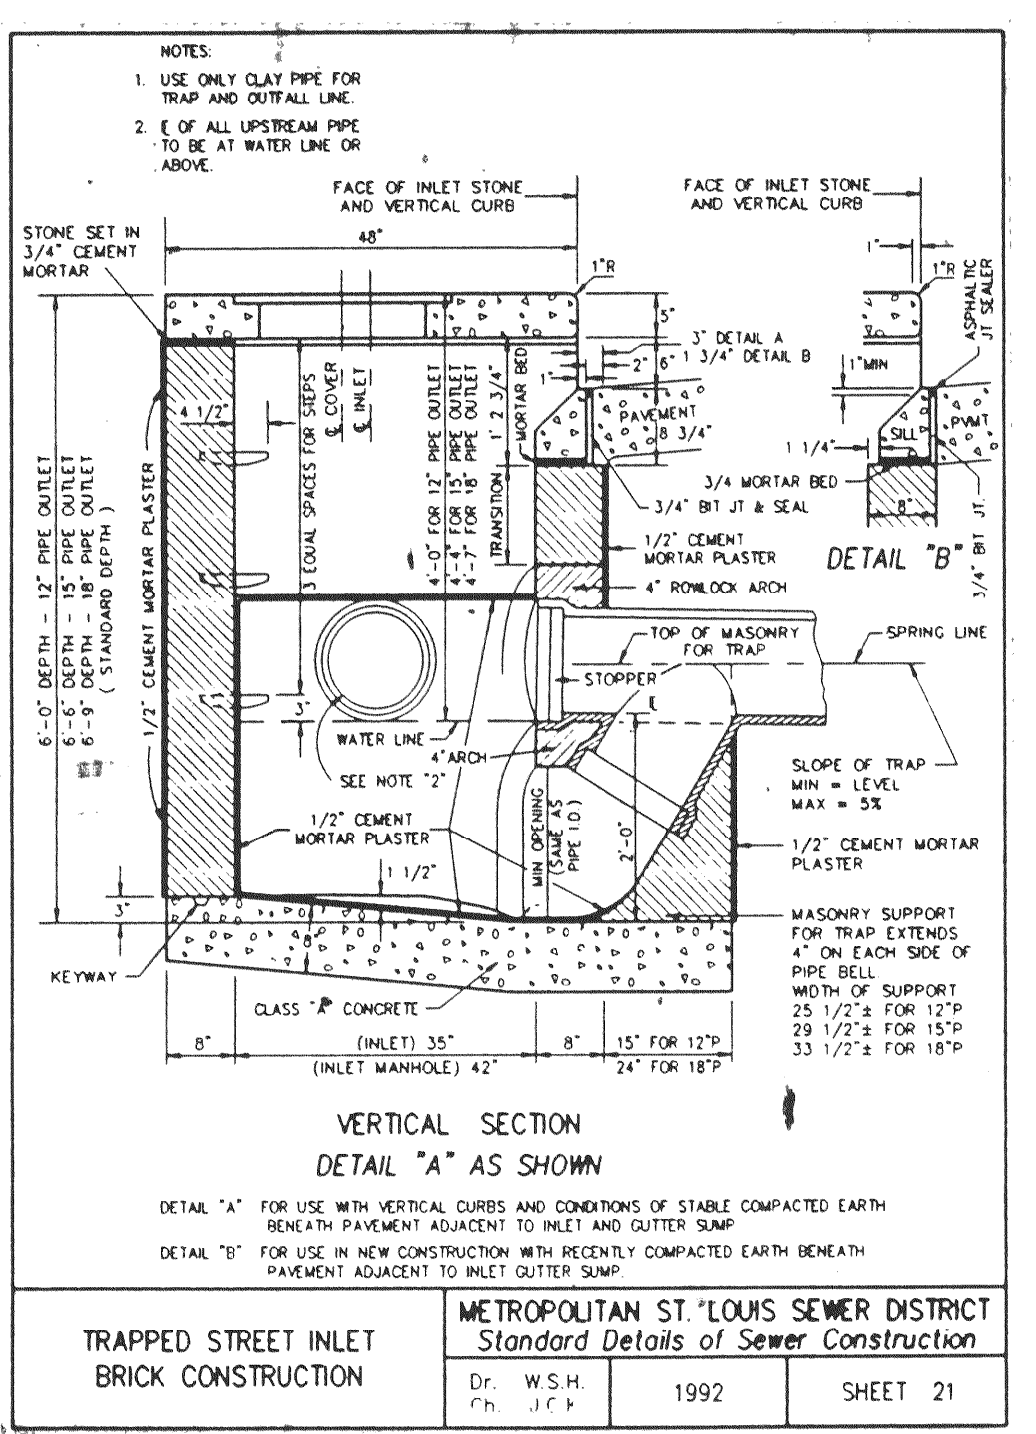 NOTES:
1. USE ONLY CLAY PIPE FOR
TRAP AND OUTFALL LINE.
2. ℄ OF ALL UPSTREAM PIPE
TO BE AT WATER LINE OR
ABOVE.
FACE OF INLET STONE
AND VERTICAL CURB
FACE OF INLET STONE
AND VERTICAL CURB
STONE SET IN
3/4" CEMENT
MORTAR
48"
1"R
1"
1"R
ASPHALTIC
JT SEALER
5"
3" DETAIL A
1 3/4" DETAIL B
2"
6"
1"
1"MIN
4 1/2"
3 EQUAL SPACES FOR STEPS
℄ COVER
℄ INLET
4'-0" FOR 12" PIPE OUTLET
4'-4" FOR 15" PIPE OUTLET
4'-7" FOR 18" PIPE OUTLET
1' 2 3/4"
MORTAR BED
TRANSITION
PAVEMENT
8 3/4"
SILL
PVMT
1 1/4"
3/4 MORTAR BED
8"
3/4" BIT JT & SEAL
3/4" BIT JT.
DETAIL "B"
6'-0" DEPTH - 12" PIPE OUTLET
6'-6" DEPTH - 15" PIPE OUTLET
6'-9" DEPTH - 18" PIPE OUTLET
( STANDARD DEPTH )
1/2" CEMENT MORTAR PLASTER
1/2" CEMENT
MORTAR PLASTER
4" ROWLOCK ARCH
TOP OF MASONRY
FOR TRAP
SPRING LINE
STOPPER
℄
3"
WATER LINE
4" ARCH
SEE NOTE "2"
SLOPE OF TRAP
MIN = LEVEL
MAX = 5%
1/2" CEMENT
MORTAR PLASTER
MIN OPENING
(SAME AS
PIPE I.D.)
2'-0"
1/2" CEMENT MORTAR
PLASTER
1 1/2"
3"
8"
KEYWAY
CLASS "A" CONCRETE
MASONRY SUPPORT
FOR TRAP EXTENDS
4" ON EACH SIDE OF
PIPE BELL
WIDTH OF SUPPORT
25 1/2"± FOR 12"P
29 1/2"± FOR 15"P
33 1/2"± FOR 18"P
8"
(INLET) 35"
8"
15" FOR 12"P
(INLET MANHOLE) 42"
24" FOR 18"P
VERTICAL SECTION
DETAIL "A" AS SHOWN
DETAIL "A" FOR USE WITH VERTICAL CURBS AND CONDITIONS OF STABLE COMPACTED EARTH
BENEATH PAVEMENT ADJACENT TO INLET AND GUTTER SUMP
DETAIL "B" FOR USE IN NEW CONSTRUCTION WITH RECENTLY COMPACTED EARTH BENEATH
PAVEMENT ADJACENT TO INLET GUTTER SUMP.
TRAPPED STREET INLET
BRICK CONSTRUCTION
METROPOLITAN ST. LOUIS SEWER DISTRICT
Standard Details of Sewer Construction
Dr. W.S.H.
Ch.
1992
SHEET 21